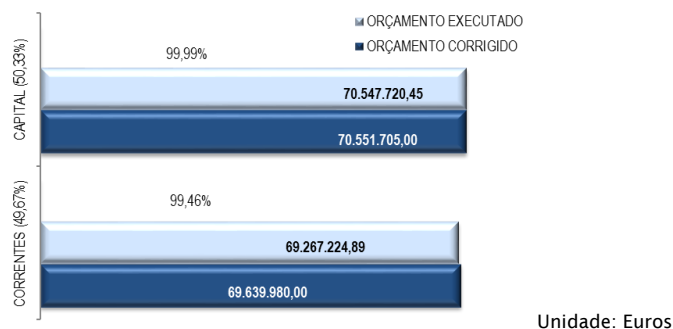 ORÇAMENTO EXECUTADO
ORÇAMENTO CORRIGIDO
CAPITAL (50,33%)
99,99%
70.547.720,45
70.551.705,00
CORRENTES (49,67%)
99,46%
69.267.224,89
69.639.980,00
Unidade: Euros